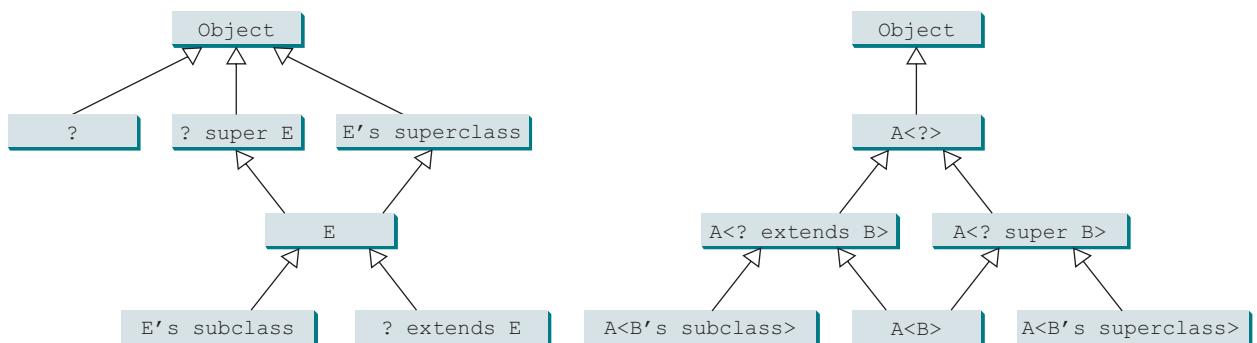 Object
?
? super E
E's superclass
E
E's subclass
? extends E
Object
A<?>
A<? extends B>
A<? super B>
A<B's subclass>
A<B>
A<B's superclass>